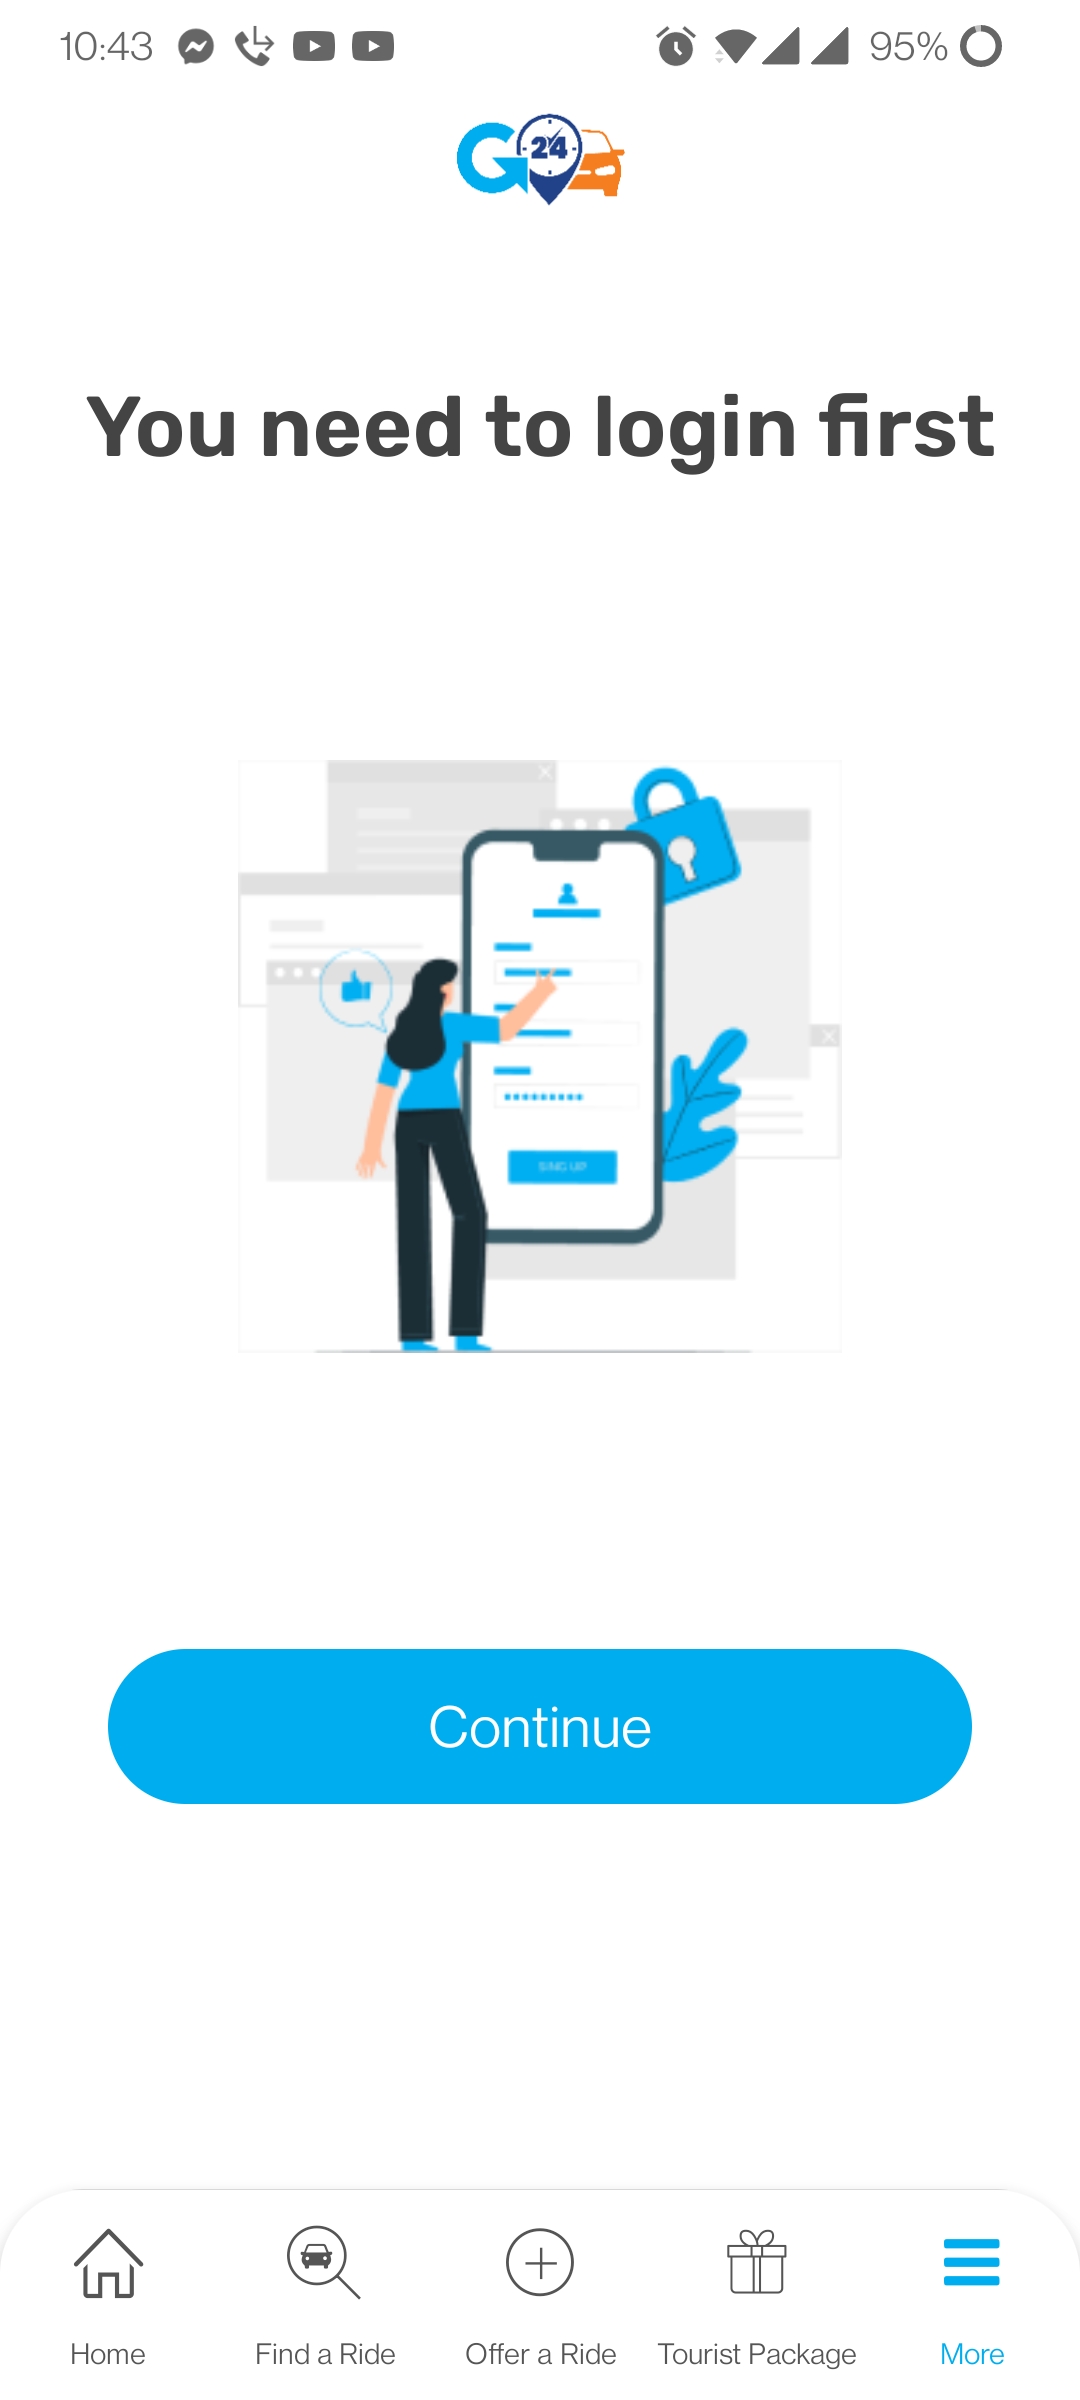 10:43
95%
G 24
You need to login first
SING UP
Continue
Home
Find a Ride
Offer a Ride
Tourist Package
More